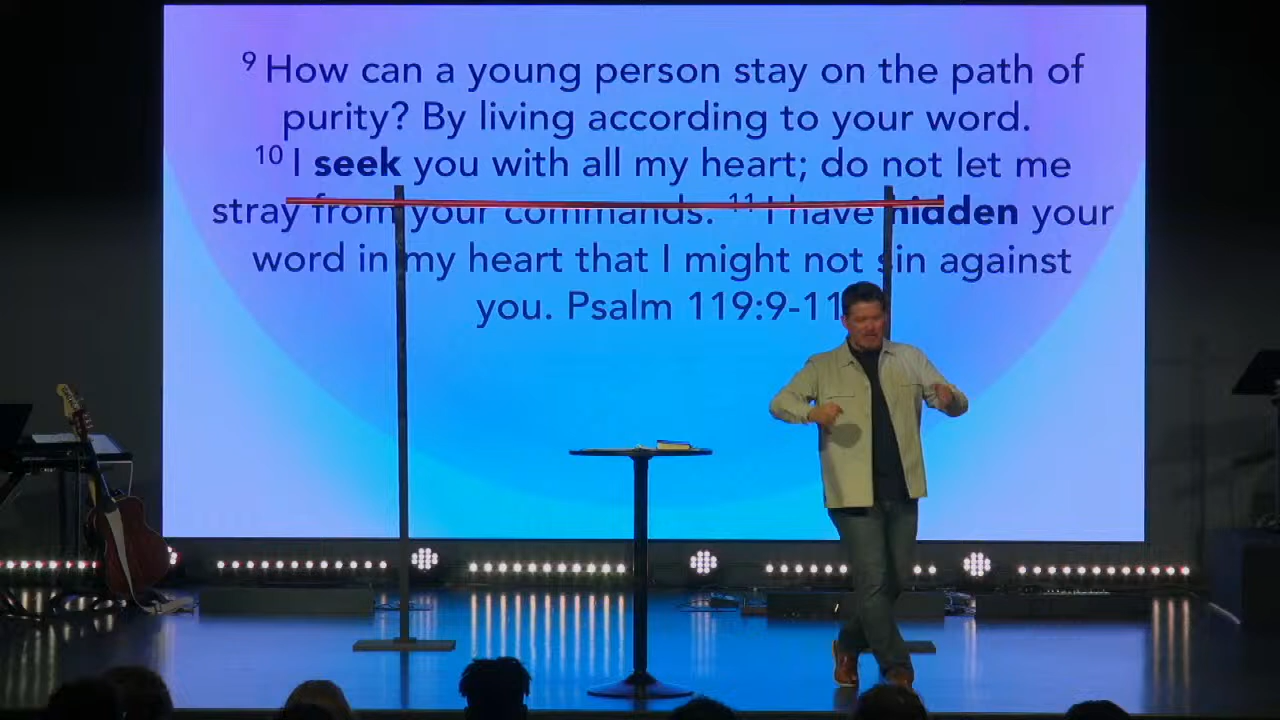 ⁹ How can a young person stay on the path of
purity? By living according to your word.
¹⁰ I seek you with all my heart; do not let me
stray from your commands. ¹¹ I have hidden your
word in my heart that I might not sin against
you. Psalm 119:9-11